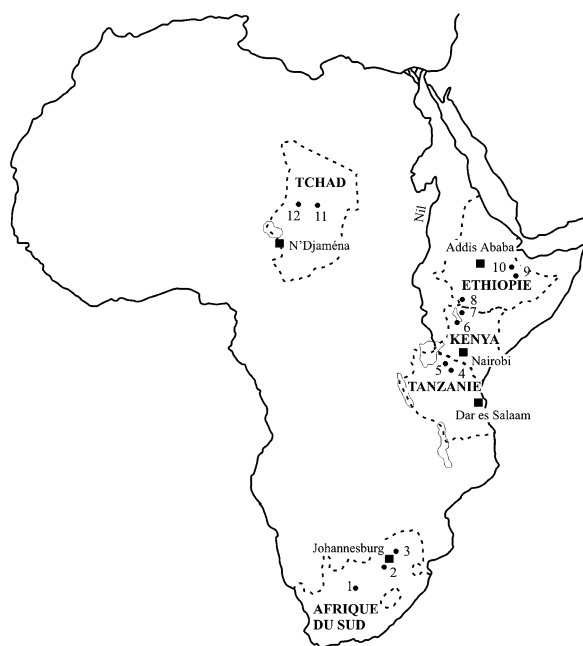 TCHAD
12
11
N'Djaména
Nil
Addis Ababa
10
9
ETHIOPIE
8
7
6
KENYA
Nairobi
5
4
TANZANIE
Dar es Salaam
Johannesburg
3
2
1
AFRIQUE
DU SUD